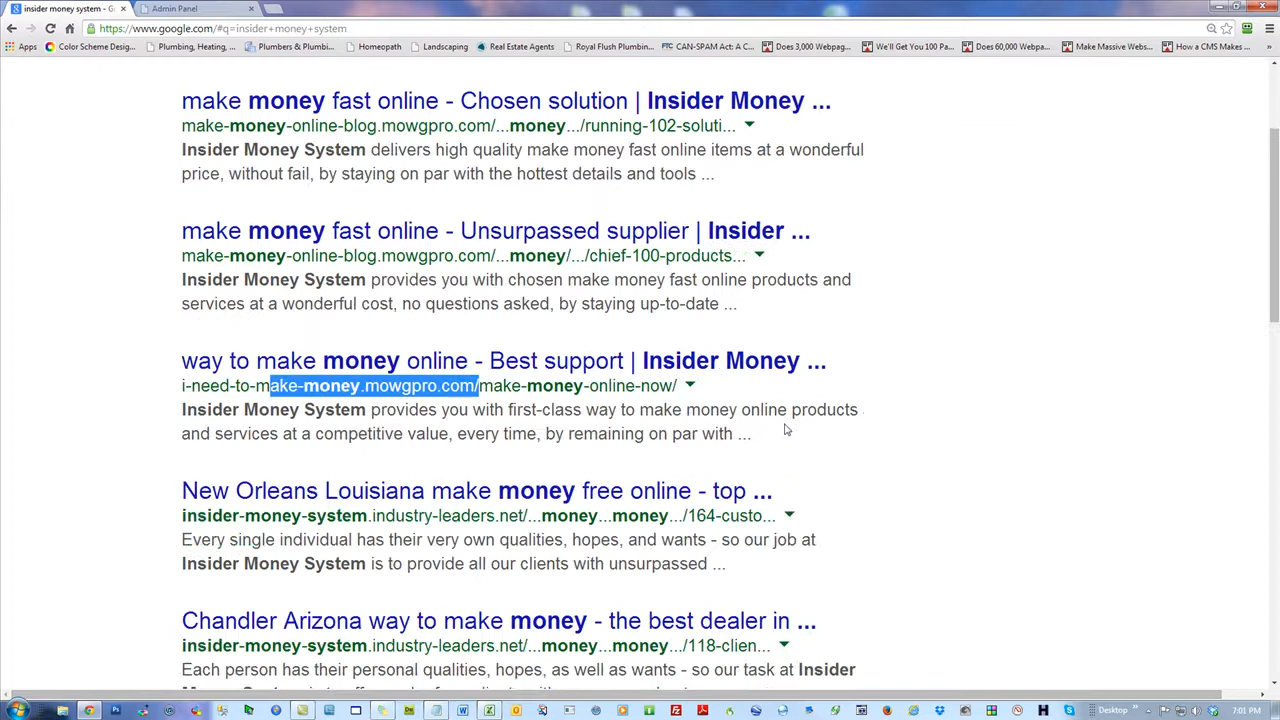 insider money system - G
Admin Panel
https://www.google.com/#q=insider+money+system
Apps
Color Scheme Desig...
Plumbing, Heating, ...
Plumbers & Plumbi...
Homeopath
Landscaping
Real Estate Agents
Royal Flush Plumbin...
FTC CAN-SPAM Act: A C...
Does 3,000 Webpag...
We'll Get You 100 Pa...
Does 60,000 Webpa...
Make Massive Webs...
How a CMS Makes ...
make money fast online - Chosen solution | Insider Money ...
make-money-online-blog.mowgpro.com/...money.../running-102-soluti...
Insider Money System delivers high quality make money fast online items at a wonderful
price, without fail, by staying on par with the hottest details and tools ...
make money fast online - Unsurpassed supplier | Insider ...
make-money-online-blog.mowgpro.com/...money/.../chief-100-products...
Insider Money System provides you with chosen make money fast online products and
services at a wonderful cost, no questions asked, by staying up-to-date ...
way to make money online - Best support | Insider Money ...
i-need-to-make-money.mowgpro.com/make-money-online-now/
Insider Money System provides you with first-class way to make money online products
and services at a competitive value, every time, by remaining on par with ...
New Orleans Louisiana make money free online - top ...
insider-money-system.industry-leaders.net/...money...money.../164-custo...
Every single individual has their very own qualities, hopes, and wants - so our job at
Insider Money System is to provide all our clients with unsurpassed ...
Chandler Arizona way to make money - the best dealer in ...
insider-money-system.industry-leaders.net/...money...money.../118-clien...
Each person has their personal qualities, hopes, as well as wants - so our task at Insider
Desktop
7:01 PM